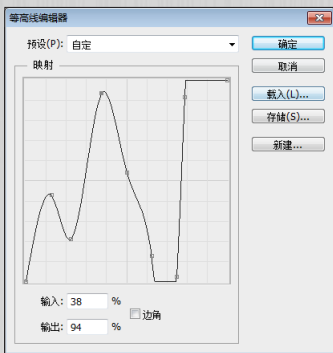 等高线编辑器
预设(P): 自定
确定
取消
载入(L)...
存储(S)...
新建...
映射
输入: 38 %
输出: 94 %
边角